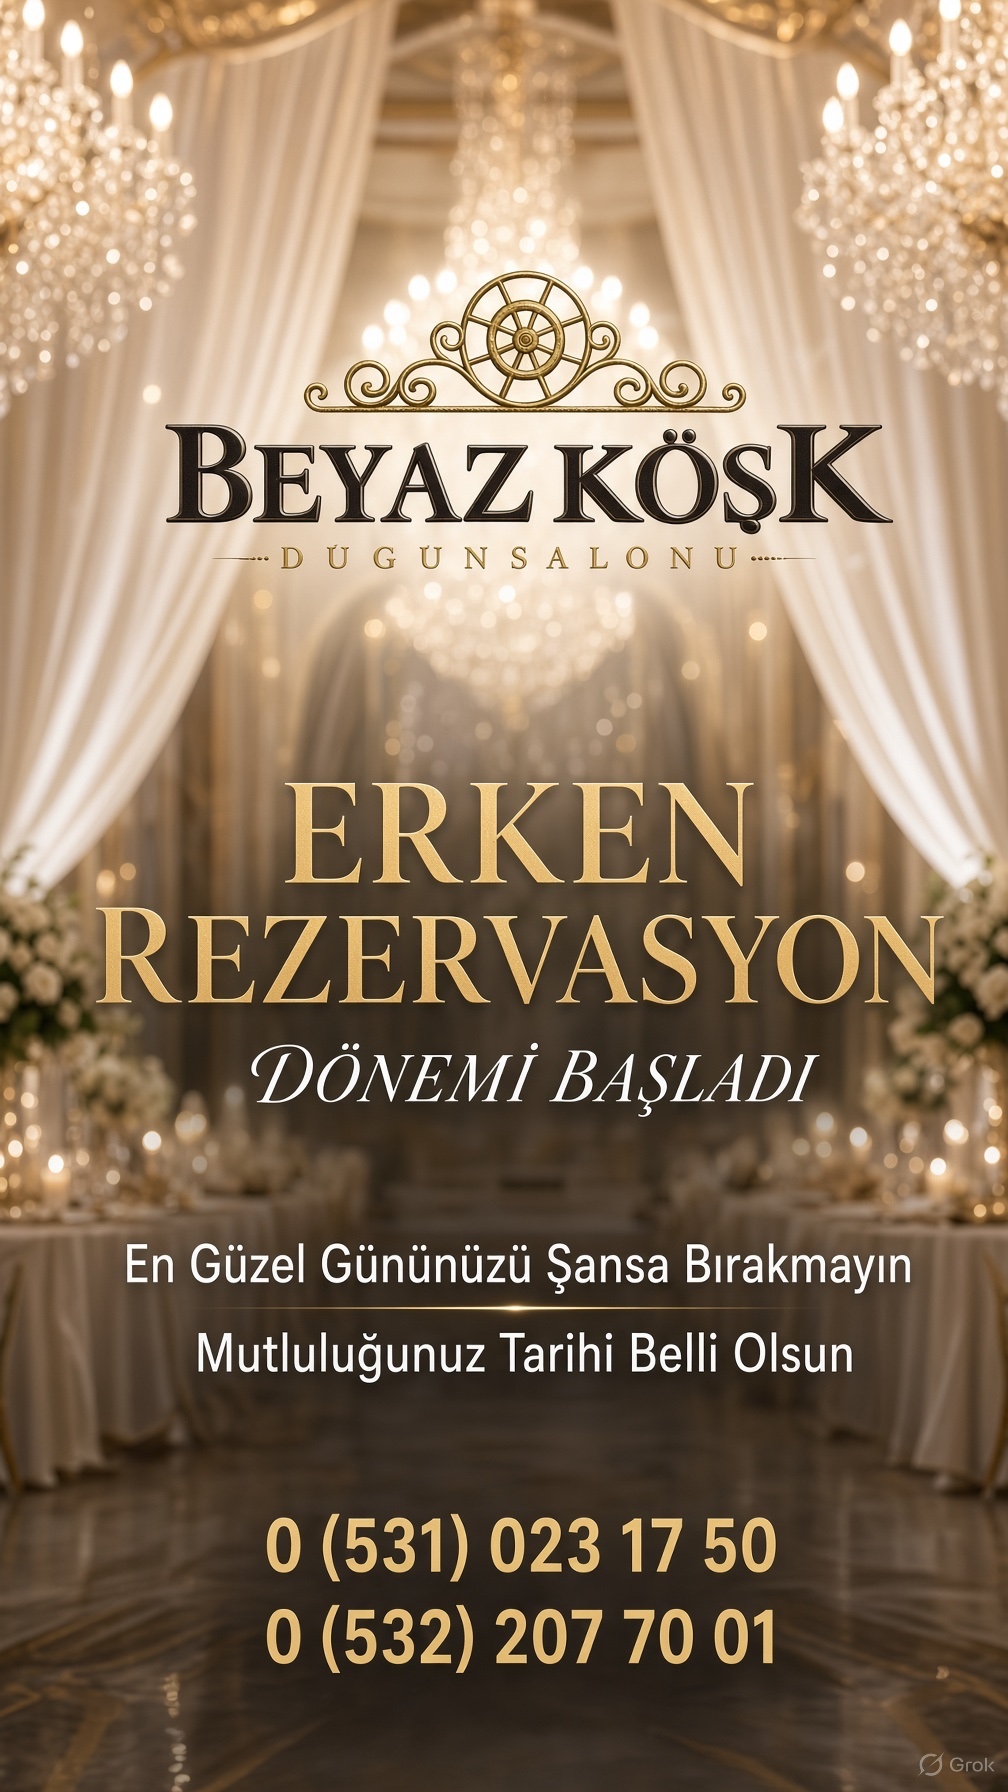 BEYAZ KÖŞK
DÜGÜNSALONU
ERKEN
REZERVASYON
DÖNEMİ BAŞLADI
En Güzel Gününüzü Şansa Bırakmayın
Mutluluğunuz Tarihi Belli Olsun
0 (531) 023 17 50
0 (532) 207 70 01
Grok